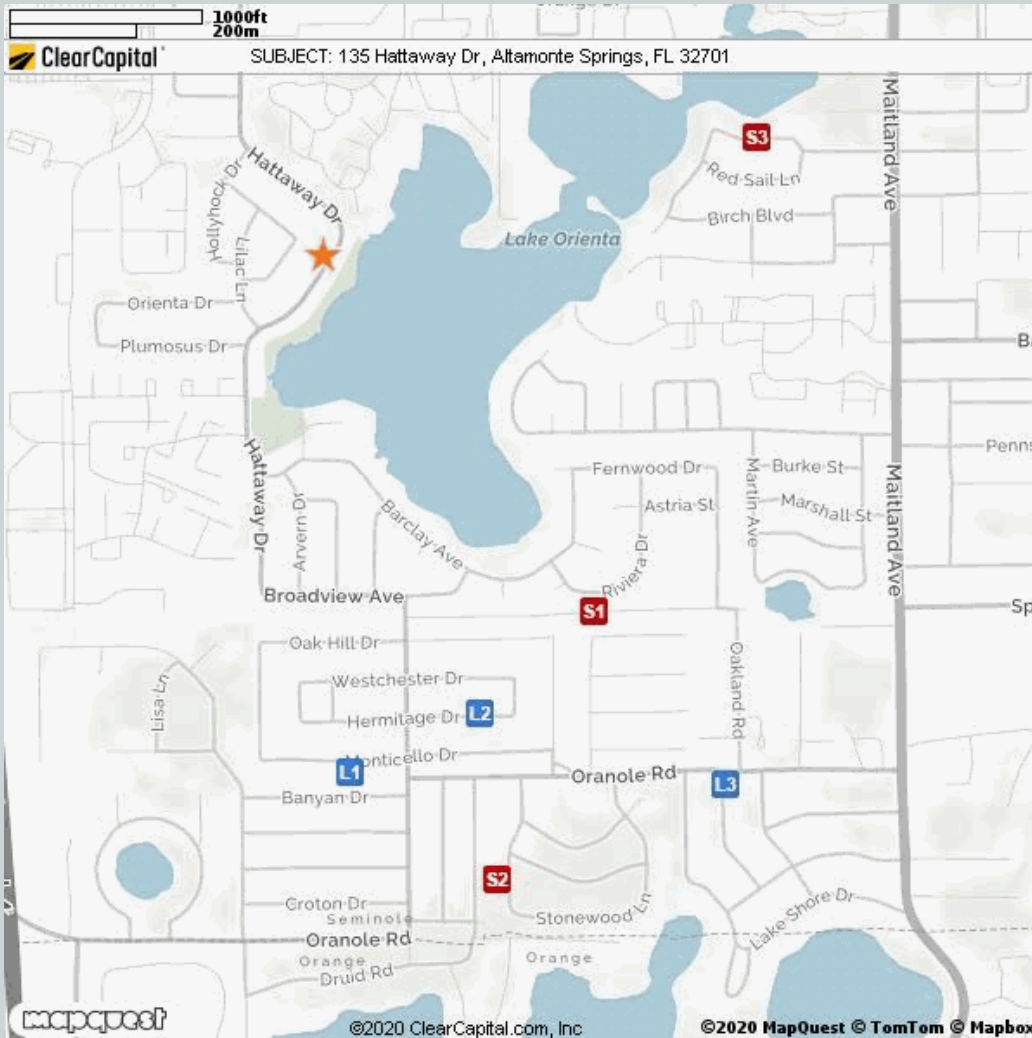 1000ft
200m
ClearCapital
SUBJECT: 135 Hattaway Dr, Altamonte Springs, FL 32701
Maitland Ave
S3
Hattaway Dr
Hollyhock Dr
Red Sail Ln
Birch Blvd
Lake Orienta
Lilac Ln
Orienta Dr
Plumosus Dr
Hattaway Dr
Penns
Fernwood Dr
Burke St
Martin Ave
Astria St
Marshall St
Maitland Ave
Arvern Dr
Barclay Ave
Riviera Dr
Broadview Ave
S1
Sp
Oak Hill Dr
Oakland Rd
Westchester Dr
Lisa Ln
Hermitage Dr
L2
Monticello Dr
L1
Oranole Rd
L3
Banyan Dr
S2
Croton Dr
Seminole
Stonewood Ln
Lake Shore Dr
Oranole Rd
Orange
Orange
Druid Rd
mapquest
©2020 ClearCapital.com, Inc
©2020 MapQuest © TomTom © Mapbox